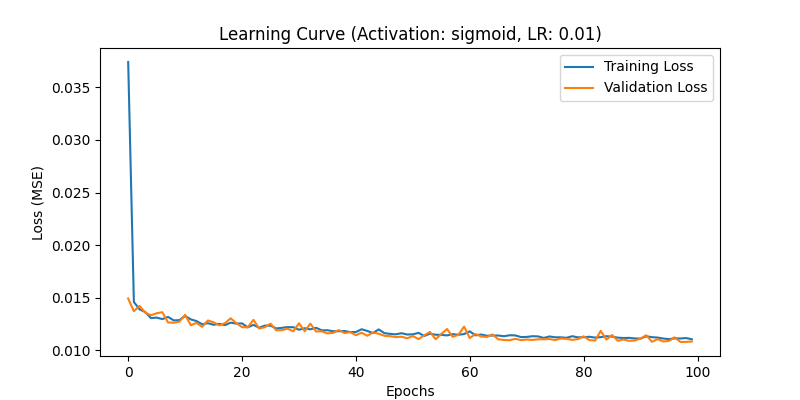 Learning Curve (Activation: sigmoid, LR: 0.01)
Training Loss
Validation Loss
Loss (MSE)
0.035
0.030
0.025
0.020
0.015
0.010
0 20 40 60 80 100
Epochs